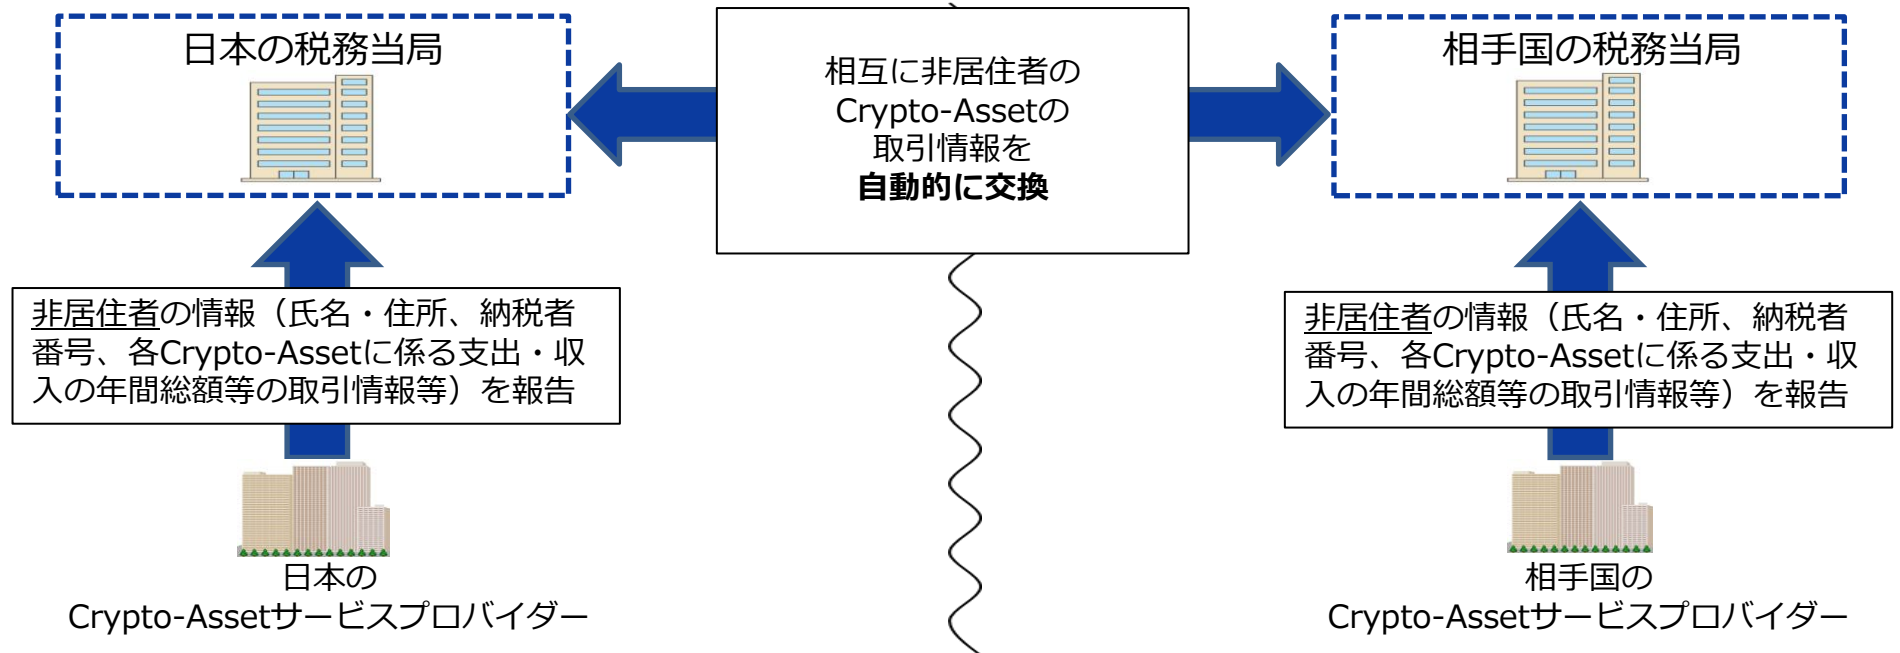 日本の税務当局
相互に非居住者の
Crypto-Assetの
取引情報を
自動的に交換
相手国の税務当局
非居住者の情報（氏名・住所、納税者
番号、各Crypto-Assetに係る支出・収
入の年間総額等の取引情報等）を報告
非居住者の情報（氏名・住所、納税者
番号、各Crypto-Assetに係る支出・収
入の年間総額等の取引情報等）を報告
日本の
Crypto-Assetサービスプロバイダー
相手国の
Crypto-Assetサービスプロバイダー